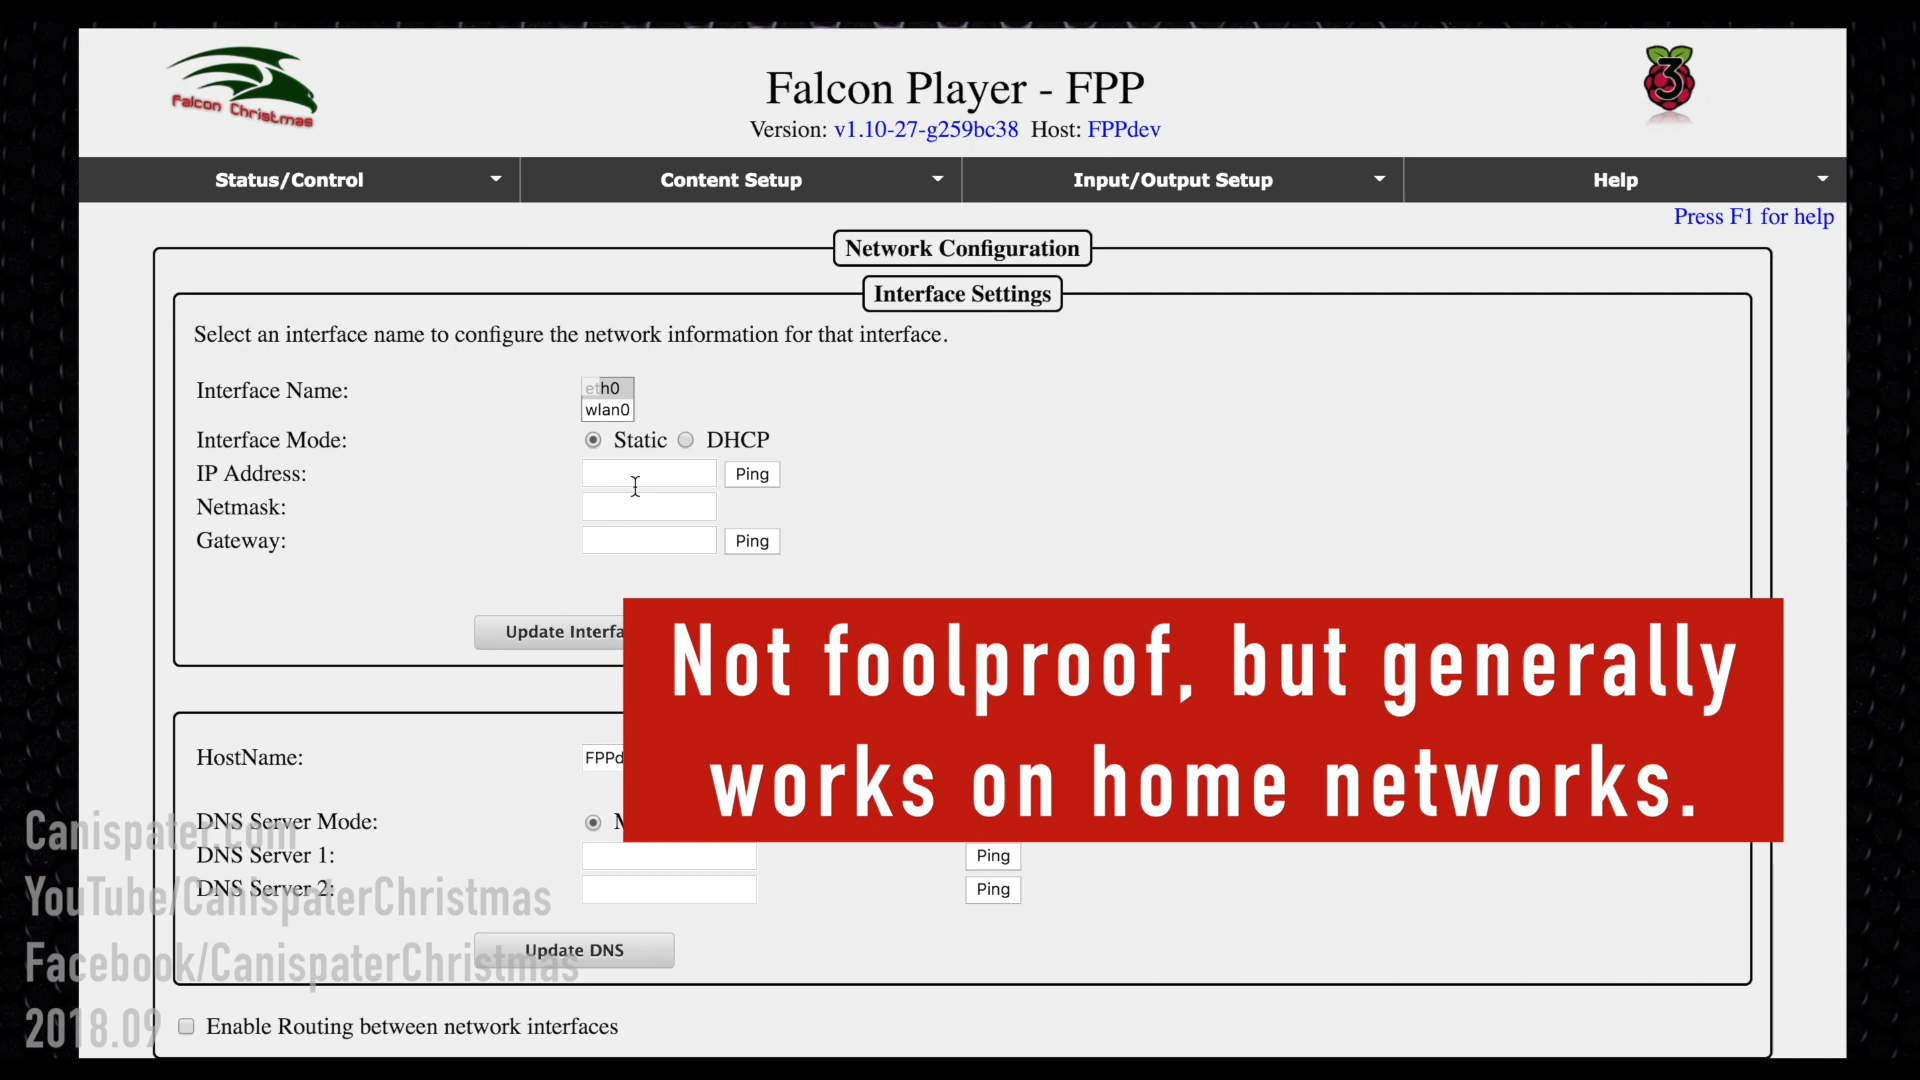 Falcon Christmas
Falcon Player - FPP
3
Version: v1.10-27-g259bc38 Host: FPPdev
Status/Control
Content Setup
Input/Output Setup
Help
Press F1 for help
Network Configuration
Interface Settings
Select an interface name to configure the network information for that interface.
Interface Name:
eth0
wlan0
Interface Mode:
Static
DHCP
IP Address:
Ping
Netmask:
Gateway:
Ping
Update Interfa
Not foolproof, but generally
works on home networks.
HostName:
FPPd
DNS Server Mode:
DNS Server 1:
Ping
DNS Server 2:
Ping
Update DNS
Enable Routing between network interfaces
Canispater.com
YouTube/CanispaterChristmas
Facebook/CanispaterChristmas
2018.09